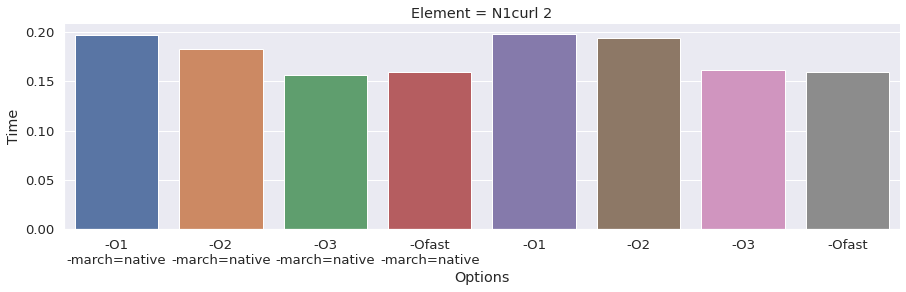 Element = N1curl 2
0.20
0.15
0.10
0.05
0.00
Time
-O1
-march=native
-O2
-march=native
-O3
-march=native
-Ofast
-march=native
-O1
-O2
-O3
-Ofast
Options